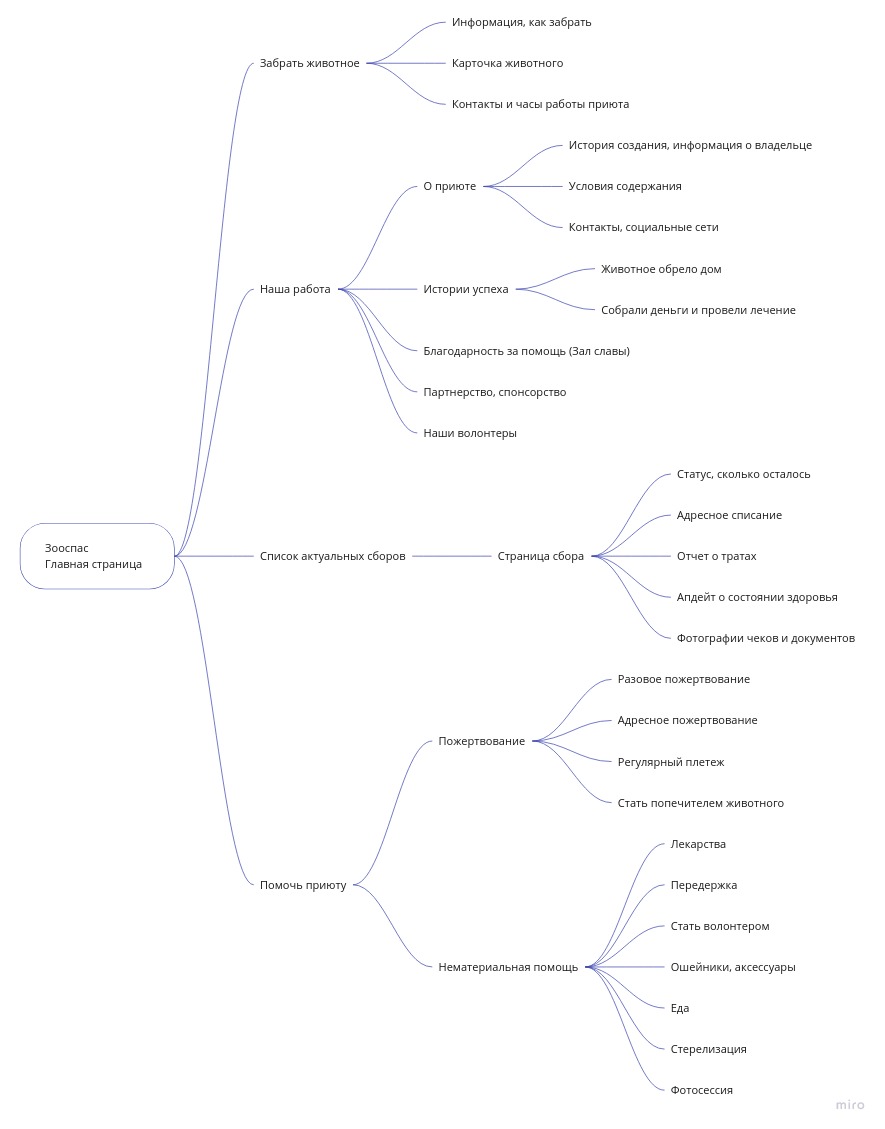 Информация, как забрать
Забрать животное
Карточка животного
Контакты и часы работы приюта
История создания, информация о владельце
О приюте
Условия содержания
Контакты, социальные сети
Животное обрело дом
Наша работа
Истории успеха
Собрали деньги и провели лечение
Благодарность за помощь (Зал славы)
Партнерство, спонсорство
Наши волонтеры
Статус, сколько осталось
Адресное списание
Зооспас
Главная страница
Список актуальных сборов
Страница сбора
Отчет о тратах
Апдейт о состоянии здоровья
Фотографии чеков и документов
Разовое пожертвование
Адресное пожертвование
Пожертвование
Регулярный плетеж
Стать попечителем животного
Лекарства
Помочь приюту
Передержка
Стать волонтером
Нематериальная помощь
Ошейники, аксессуары
Еда
Стерелизация
Фотосессия
miro